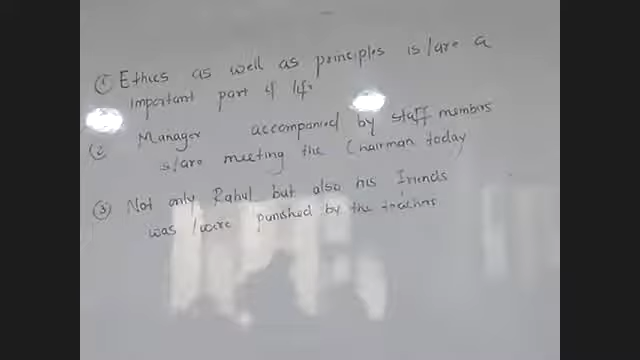 ① Ethics as well as principles is/are a
important part of life
② Manager accompanied by staff members
is/are meeting the Chairman today
③ Not only Rahul but also his friends
was/were punished by the teachers